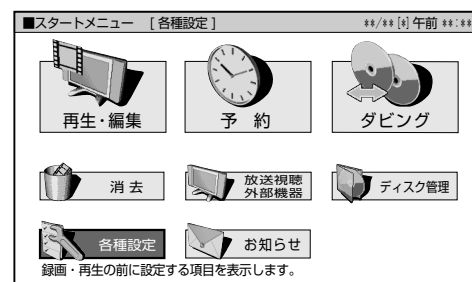 ■スタートメニュー [各種設定] **/**[*]午前**:**
再生・編集 予 約 ダビング
消 去 放送視聴 外部機器 ディスク管理
各種設定 お知らせ
録画・再生の前に設定する項目を表示します。